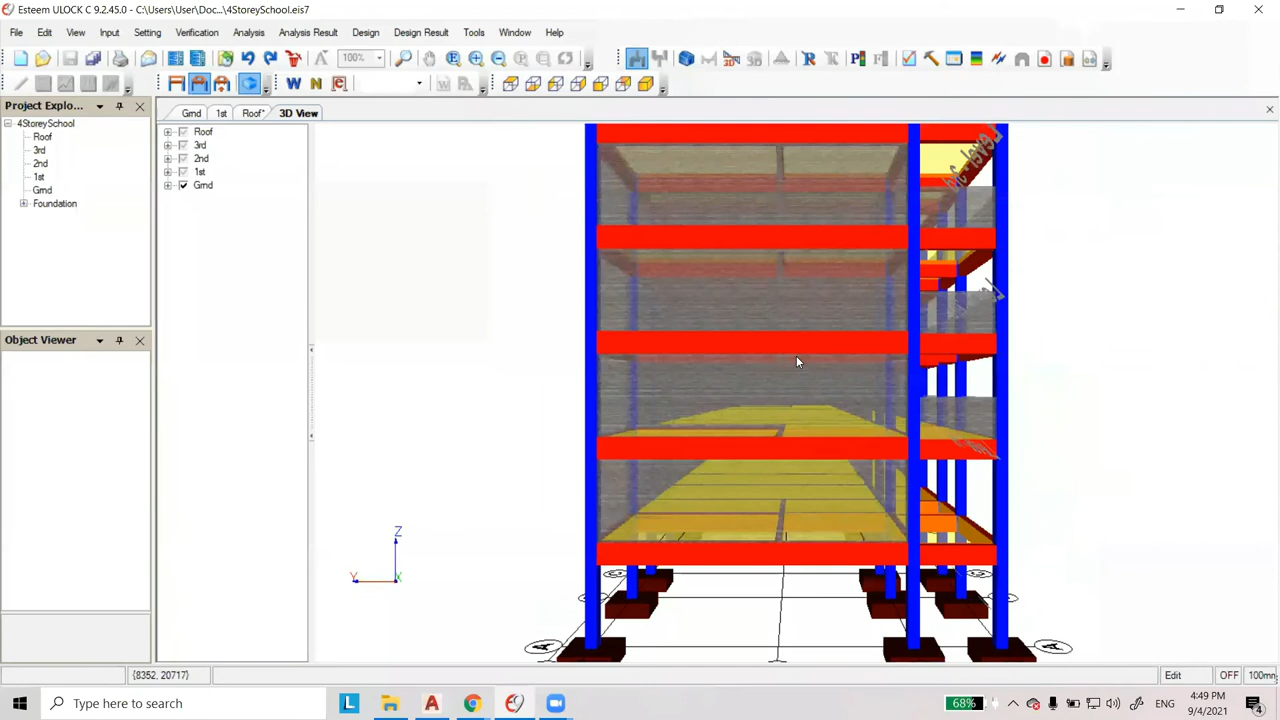 Esteem ULOCK C 9.2.45.0 - C:\Users\User\Doc...\4StoreySchool.eis7
File Edit View Input Setting Verification Analysis Analysis Result Design Design Result Tools Window Help
100%
Project Explo...
Grnd 1st Roof* 3D View
4StoreySchool
Roof
3rd
2nd
1st
Grnd
Foundation
Roof
3rd
2nd
1st
Grnd
Level -3rd
Object Viewer
Z
Y X
A A
(8352, 20717)
Edit OFF 100mm
Type here to search
68%
ENG
4:49 PM
9/4/2021
4